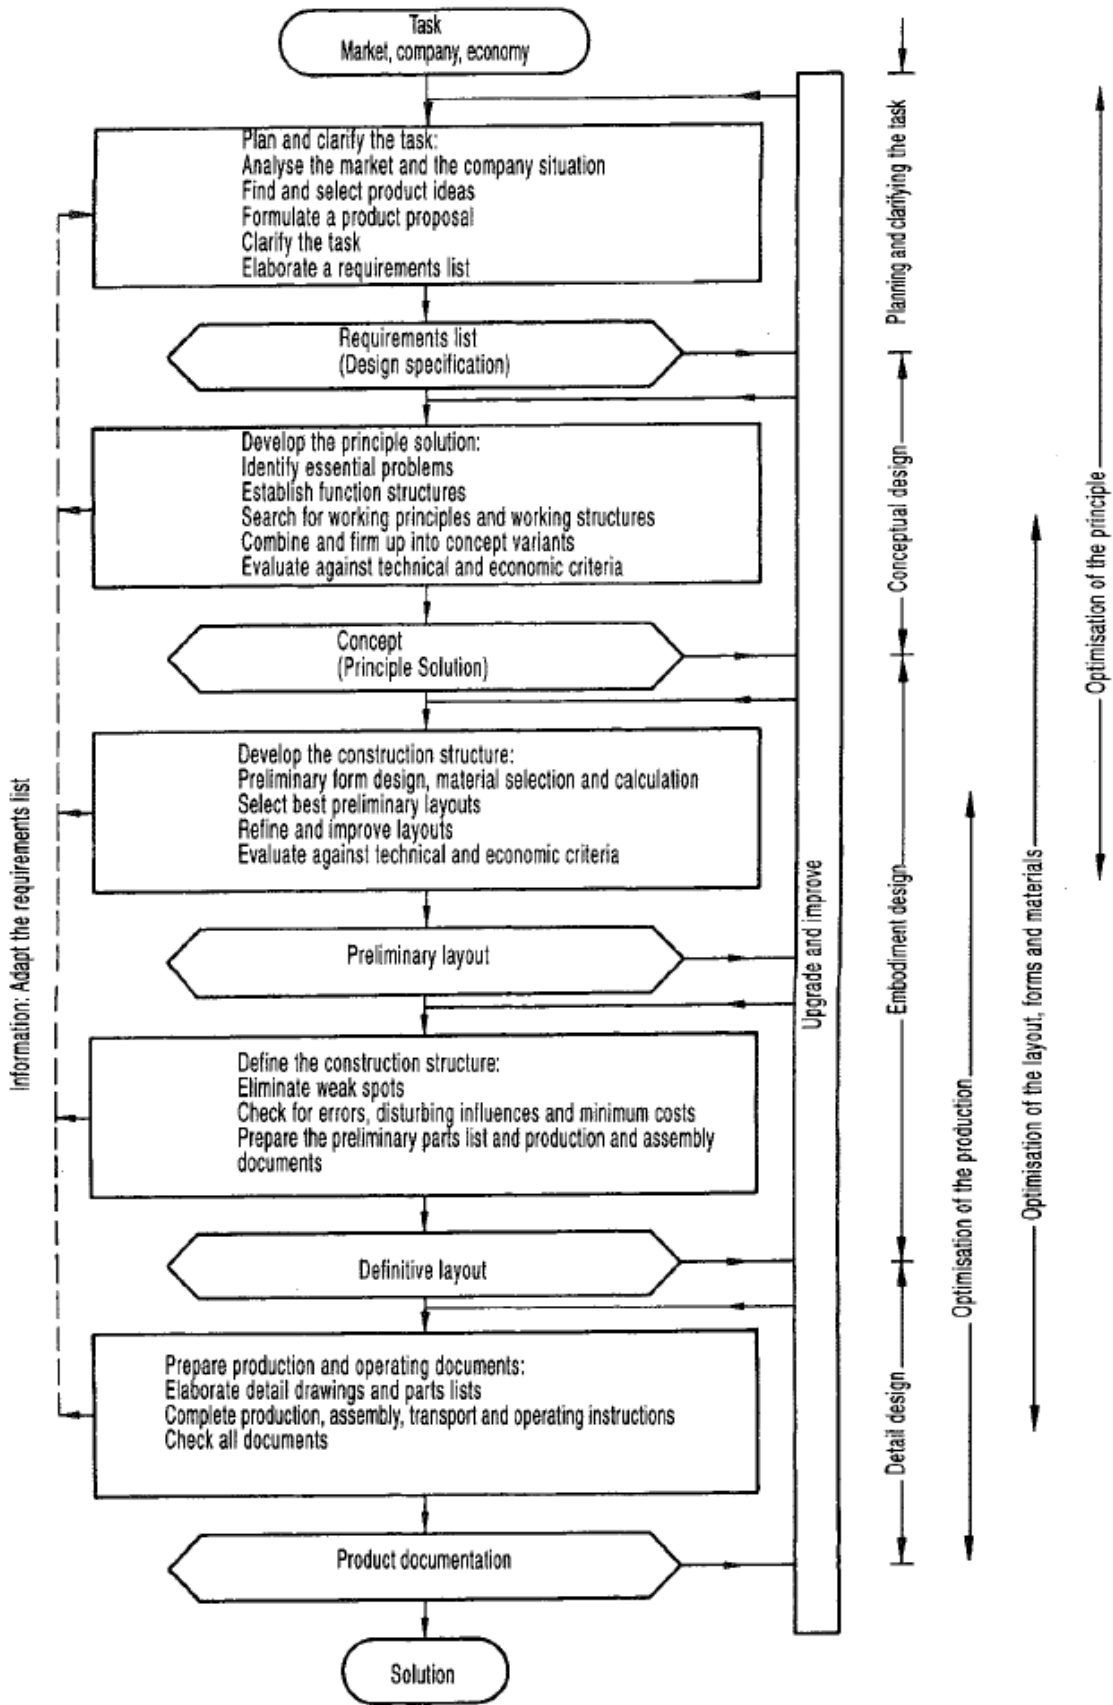 Task
Market, company, economy
Plan and clarify the task:
Analyse the market and the company situation
Find and select product ideas
Formulate a product proposal
Clarify the task
Elaborate a requirements list
Requirements list
(Design specification)
Develop the principle solution:
Identify essential problems
Establish function structures
Search for working principles and working structures
Combine and firm up into concept variants
Evaluate against technical and economic criteria
Concept
(Principle Solution)
Develop the construction structure:
Preliminary form design, material selection and calculation
Select best preliminary layouts
Refine and improve layouts
Evaluate against technical and economic criteria
Preliminary layout
Define the construction structure:
Eliminate weak spots
Check for errors, disturbing influences and minimum costs
Prepare the preliminary parts list and production and assembly
documents
Definitive layout
Prepare production and operating documents:
Elaborate detail drawings and parts lists
Complete production, assembly, transport and operating instructions
Check all documents
Product documentation
Solution
Information: Adapt the requirements list
Upgrade and improve
Planning and clarifying the task
Conceptual design
Embodiment design
Detail design
Optimisation of the production
Optimisation of the layout, forms and materials
Optimisation of the principle